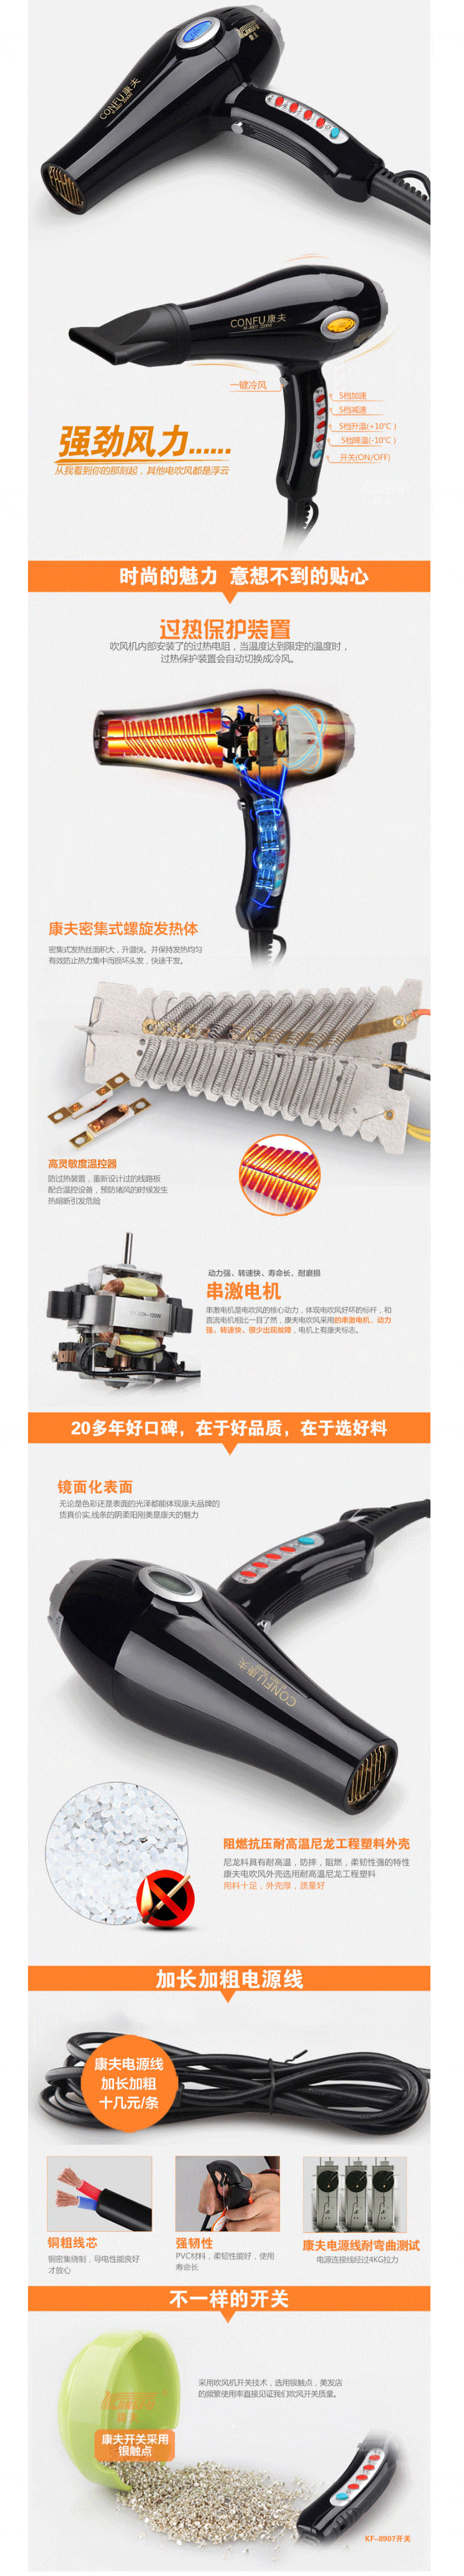 CONFU康夫
CONFU康夫
一键冷风
5档加速
5档减速
5档升温(+10℃)
5档降温(-10℃)
开关(ON/OFF)
强劲风力......
从我看到你的那刻起，其他电吹风都是浮云
时尚的魅力 意想不到的贴心
过热保护装置
吹风机内部安装了的过热电阻，当温度达到限定的温度时，
过热保护装置会自动切换成冷风。
康夫密集式螺旋发热体
密集式发热丝面积大，升温快。并保持发热均匀
有效防止热力集中而损坏头发，快速干发。
高灵敏度温控器
防过热装置，重新设计过的线路板
配合温控设备，预防堵风的时候发生
热熔断引发危险
动力强、转速快、寿命长、耐磨损
串激电机
串激电机是电吹风的核心动力，体现电吹风好坏的标杆，和
直流电机相比一目了然，康夫电吹风采用的串激电机、动力
强、转速快、很少出现故障，电机上有康夫标志。
20多年好口碑，在于好品质，在于选好料
镜面化表面
无论是色彩还是表面的光泽都能体现康夫品牌的
货真价实,线条的阴柔阳刚美是康夫的魅力
CONFU康夫
阻燃抗压耐高温尼龙工程塑料外壳
尼龙料具有耐高温，防摔，阻燃，柔韧性强的特性
康夫电吹风外壳选用耐高温尼龙工程塑料
用料十足，外壳厚，质量好
加长加粗电源线
康夫电源线
加长加粗
十几元/条
铜粗线芯
铜密集绕制，导电性能良好
才放心
强韧性
PVC材料，柔韧性能好，使用
寿命长
康夫电源线耐弯曲测试
电源连接线经过4KG拉力
不一样的开关
采用吹风机开关技术，选用银触点，美发店
的频繁使用率直接见证我们吹风开关质量。
康夫开关采用
银触点
KF-8907开关